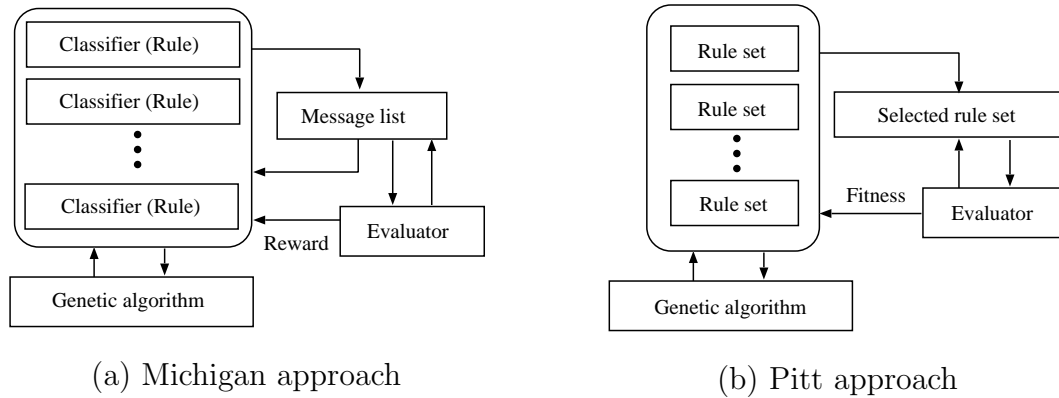 Classifier (Rule)
Classifier (Rule)
Classifier (Rule)
Message list
Evaluator
Reward
Genetic algorithm
(a) Michigan approach
Rule set
Rule set
Rule set
Selected rule set
Fitness
Evaluator
Genetic algorithm
(b) Pitt approach